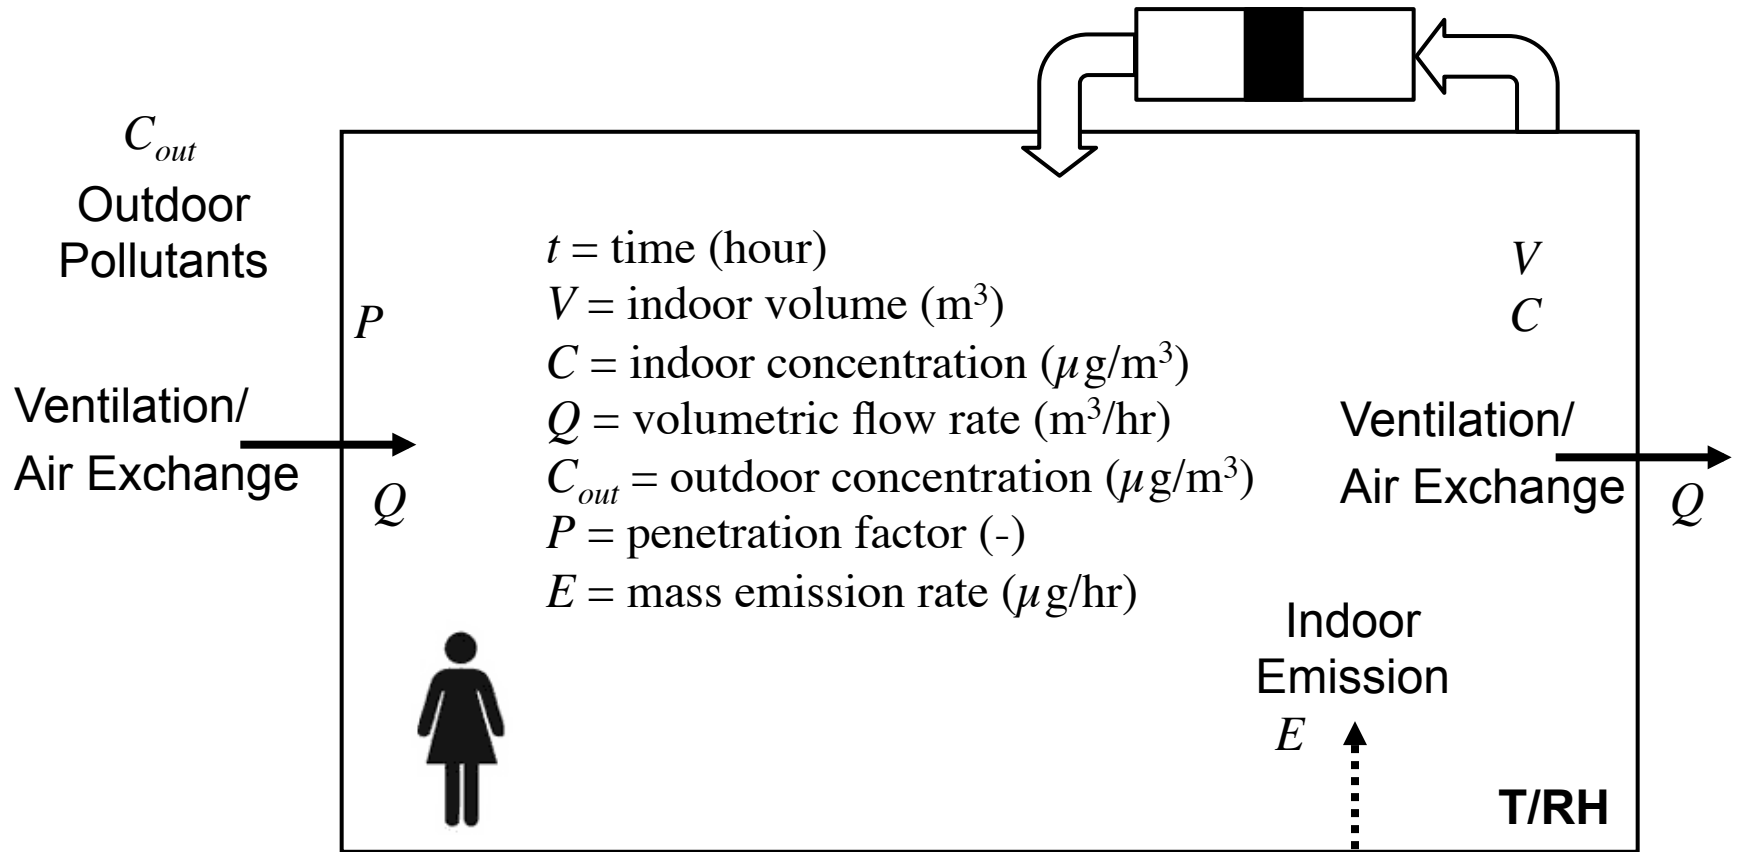 C_out
Outdoor
Pollutants
P
Ventilation/
Air Exchange
Q
t = time (hour)
V = indoor volume (m³)
C = indoor concentration (µg/m³)
Q = volumetric flow rate (m³/hr)
C_out = outdoor concentration (µg/m³)
P = penetration factor (-)
E = mass emission rate (µg/hr)
V
C
Ventilation/
Air Exchange
Q
Indoor
Emission
E
T/RH